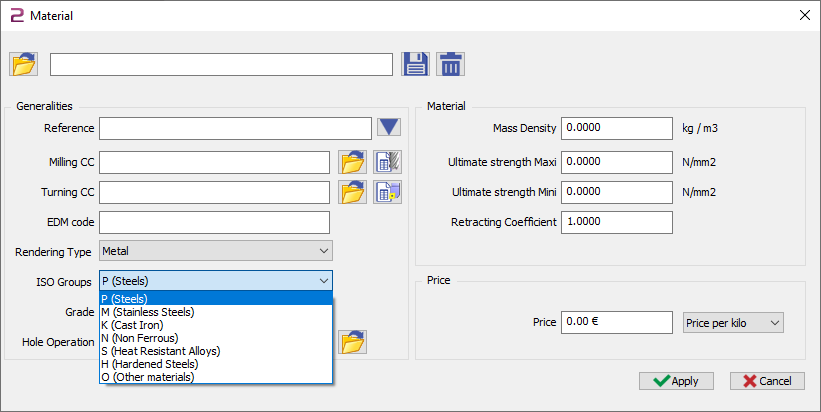 Material
Generalities
Reference
Milling CC
Turning CC
EDM code
Rendering Type Metal
ISO Groups P (Steels)
P (Steels)
M (Stainless Steels)
K (Cast Iron)
N (Non Ferrous)
S (Heat Resistant Alloys)
H (Hardened Steels)
O (Other materials)
Grade
Hole Operation
Material
Mass Density 0.0000 kg / m3
Ultimate strength Maxi 0.0000 N/mm2
Ultimate strength Mini 0.0000 N/mm2
Retracting Coefficient 1.0000
Price
Price 0.00 € Price per kilo
Apply Cancel